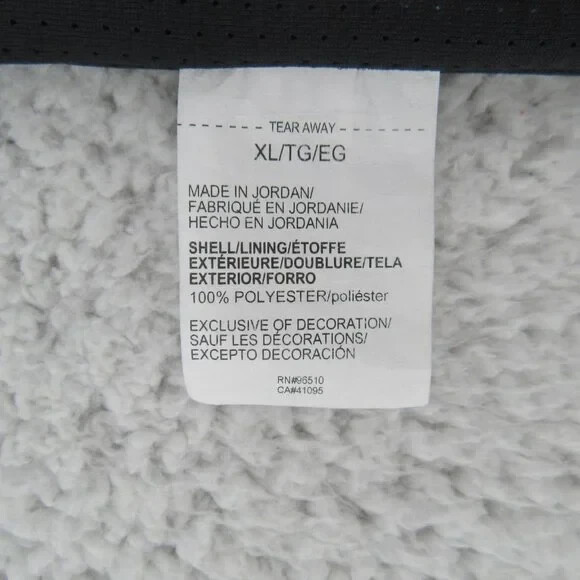 TEAR AWAY
XL/TG/EG
MADE IN JORDAN/
FABRIQUÉ EN JORDANIE/
HECHO EN JORDANIA
SHELL/LINING/ÉTOFFE
EXTÉRIEURE/DOUBLURE/TELA
EXTERIOR/FORRO
100% POLYESTER/poliéster
EXCLUSIVE OF DECORATION/
SAUF LES DÉCORATIONS/
EXCEPTO DECORACIÓN
RN#96510
CA#41095